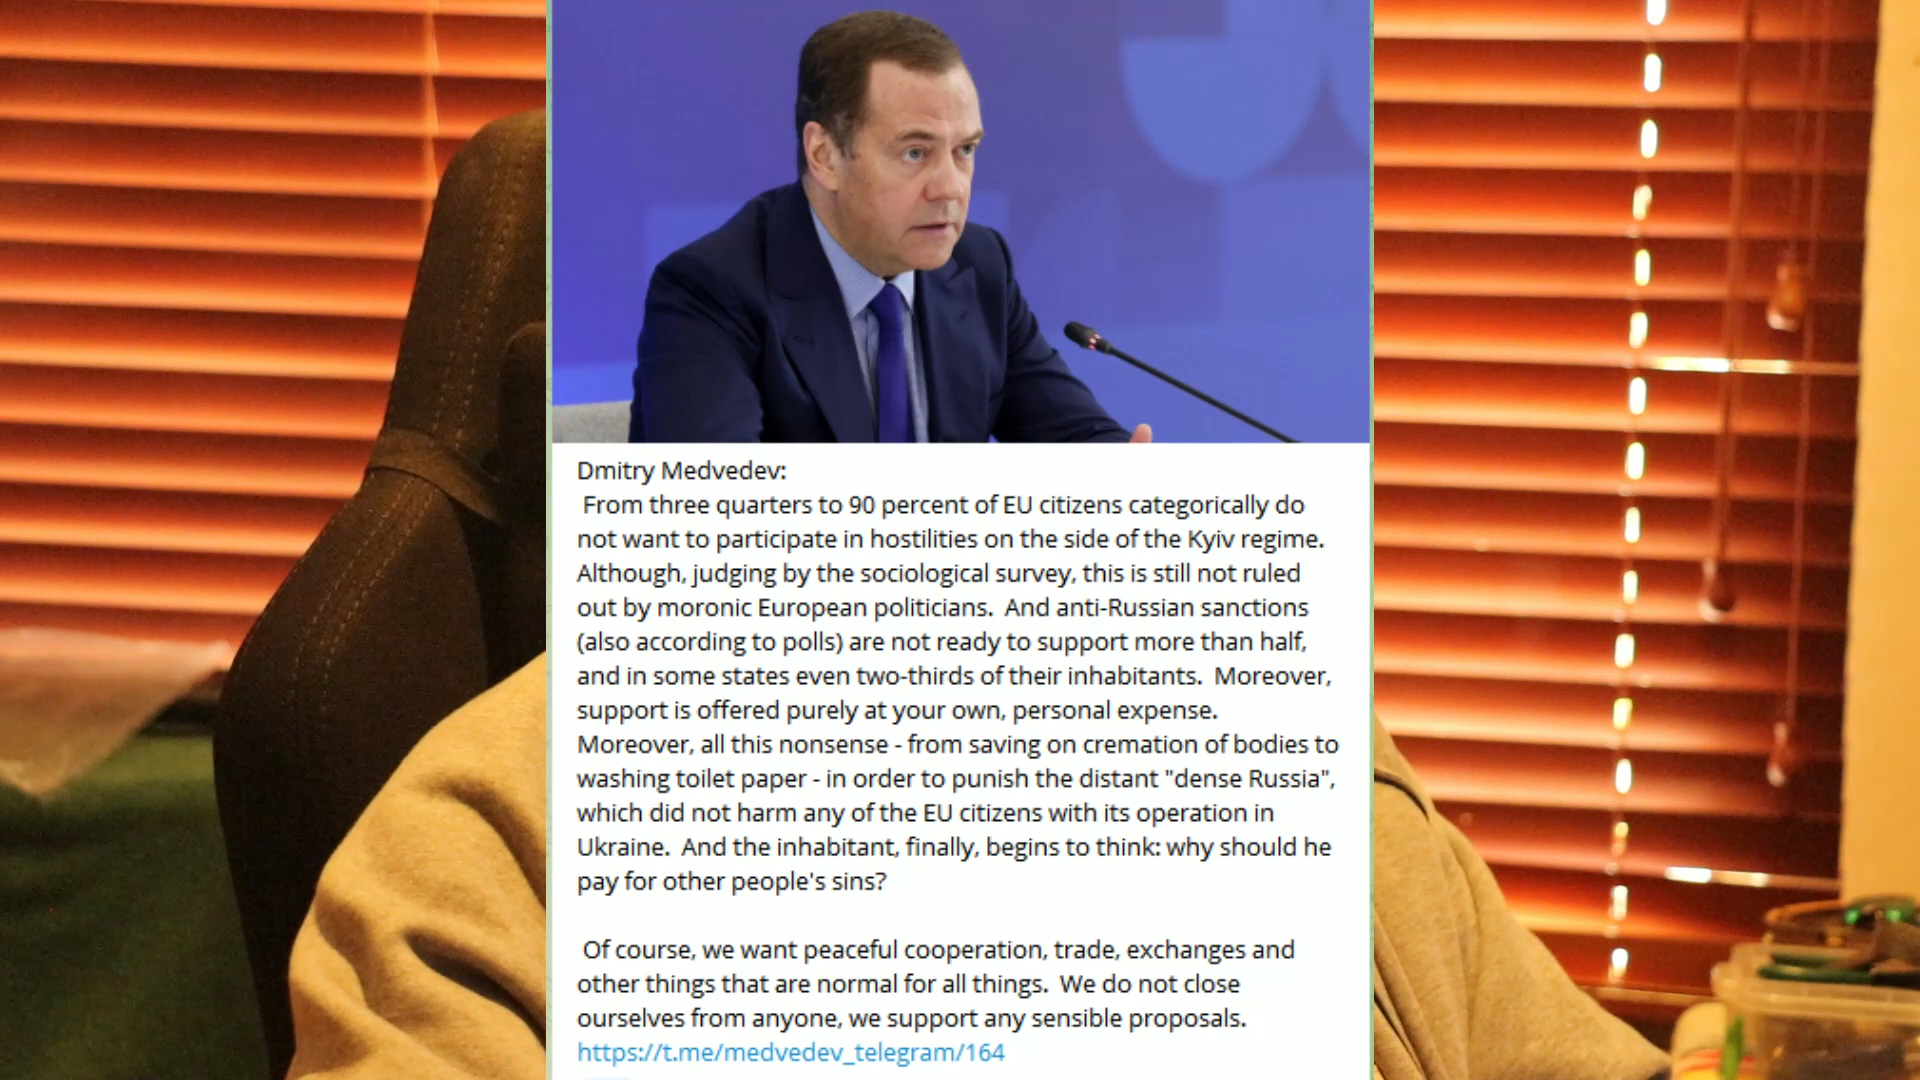 Dmitry Medvedev:
From three quarters to 90 percent of EU citizens categorically do
not want to participate in hostilities on the side of the Kyiv regime.
Although, judging by the sociological survey, this is still not ruled
out by moronic European politicians.  And anti-Russian sanctions
(also according to polls) are not ready to support more than half,
and in some states even two-thirds of their inhabitants.  Moreover,
support is offered purely at your own, personal expense.
Moreover, all this nonsense - from saving on cremation of bodies to
washing toilet paper - in order to punish the distant "dense Russia",
which did not harm any of the EU citizens with its operation in
Ukraine.  And the inhabitant, finally, begins to think: why should he
pay for other people's sins?
Of course, we want peaceful cooperation, trade, exchanges and
other things that are normal for all things.  We do not close
ourselves from anyone, we support any sensible proposals.
https://t.me/medvedev_telegram/164